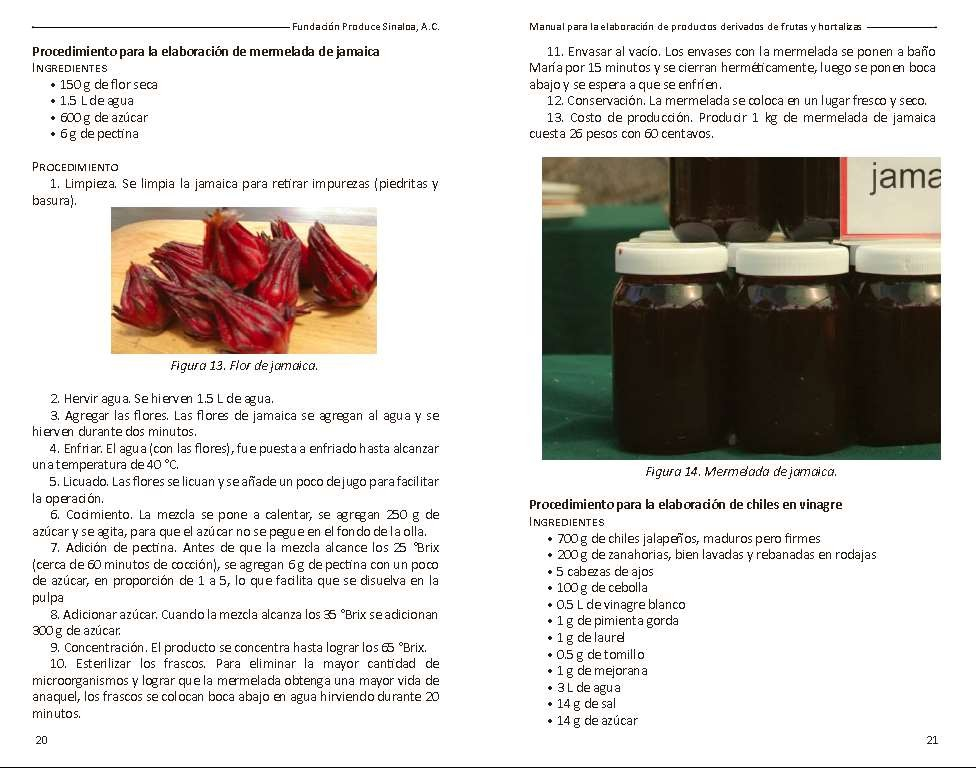 Fundación Produce Sinaloa, A.C.
Procedimiento para la elaboración de mermelada de jamaica
INGREDIENTES
• 150 g de flor seca
• 1.5 L de agua
• 600 g de azúcar
• 6 g de pectina
PROCEDIMIENTO
1. Limpieza. Se limpia la jamaica para retirar impurezas (piedritas y
basura).
Figura 13. Flor de jamaica.
2. Hervir agua. Se hierven 1.5 L de agua.
3. Agregar las flores. Las flores de jamaica se agregan al agua y se
hierven durante dos minutos.
4. Enfriar. El agua (con las flores), fue puesta a enfriado hasta alcanzar
una temperatura de 40 °C.
5. Licuado. Las flores se licuan y se añade un poco de jugo para facilitar
la operación.
6. Cocimiento. La mezcla se pone a calentar, se agregan 250 g de
azúcar y se agita, para que el azúcar no se pegue en el fondo de la olla.
7. Adición de pectina. Antes de que la mezcla alcance los 25 °Brix
(cerca de 60 minutos de cocción), se agregan 6 g de pectina con un poco
de azúcar, en proporción de 1 a 5, lo que facilita que se disuelva en la
pulpa
8. Adicionar azúcar. Cuando la mezcla alcanza los 35 °Brix se adicionan
300 g de azúcar.
9. Concentración. El producto se concentra hasta lograr los 65 °Brix.
10. Esterilizar los frascos. Para eliminar la mayor cantidad de
microorganismos y lograr que la mermelada obtenga una mayor vida de
anaquel, los frascos se colocan boca abajo en agua hirviendo durante 20
minutos.
20
Manual para la elaboración de productos derivados de frutas y hortalizas
11. Envasar al vacío. Los envases con la mermelada se ponen a baño
María por 15 minutos y se cierran herméticamente, luego se ponen boca
abajo y se espera a que se enfríen.
12. Conservación. La mermelada se coloca en un lugar fresco y seco.
13. Costo de producción. Producir 1 kg de mermelada de jamaica
cuesta 26 pesos con 60 centavos.
jama
Figura 14. Mermelada de jamaica.
Procedimiento para la elaboración de chiles en vinagre
INGREDIENTES
• 700 g de chiles jalapeños, maduros pero firmes
• 200 g de zanahorias, bien lavadas y rebanadas en rodajas
• 5 cabezas de ajos
• 100 g de cebolla
• 0.5 L de vinagre blanco
• 1 g de pimienta gorda
• 1 g de laurel
• 0.5 g de tomillo
• 1 g de mejorana
• 3 L de agua
• 14 g de sal
• 14 g de azúcar
21